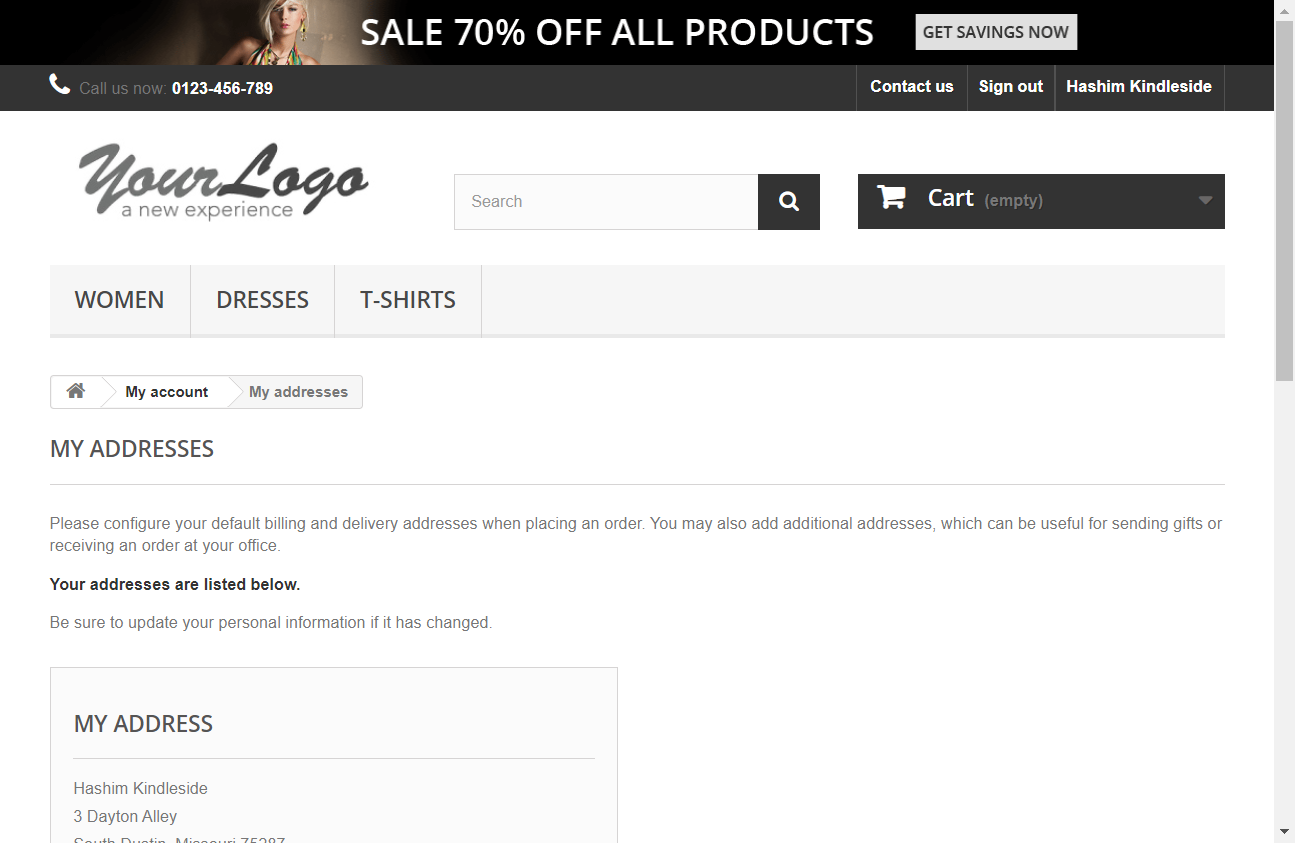 SALE 70% OFF ALL PRODUCTS GET SAVINGS NOW
Call us now: 0123-456-789 Contact us Sign out Hashim Kindleside
YourLogo
a new experience
Search
Cart (empty)
WOMEN DRESSES T-SHIRTS
My account My addresses
MY ADDRESSES
Please configure your default billing and delivery addresses when placing an order. You may also add additional addresses, which can be useful for sending gifts or
receiving an order at your office.
Your addresses are listed below.
Be sure to update your personal information if it has changed.
MY ADDRESS
Hashim Kindleside
3 Dayton Alley
South Dustin, Missouri 75287